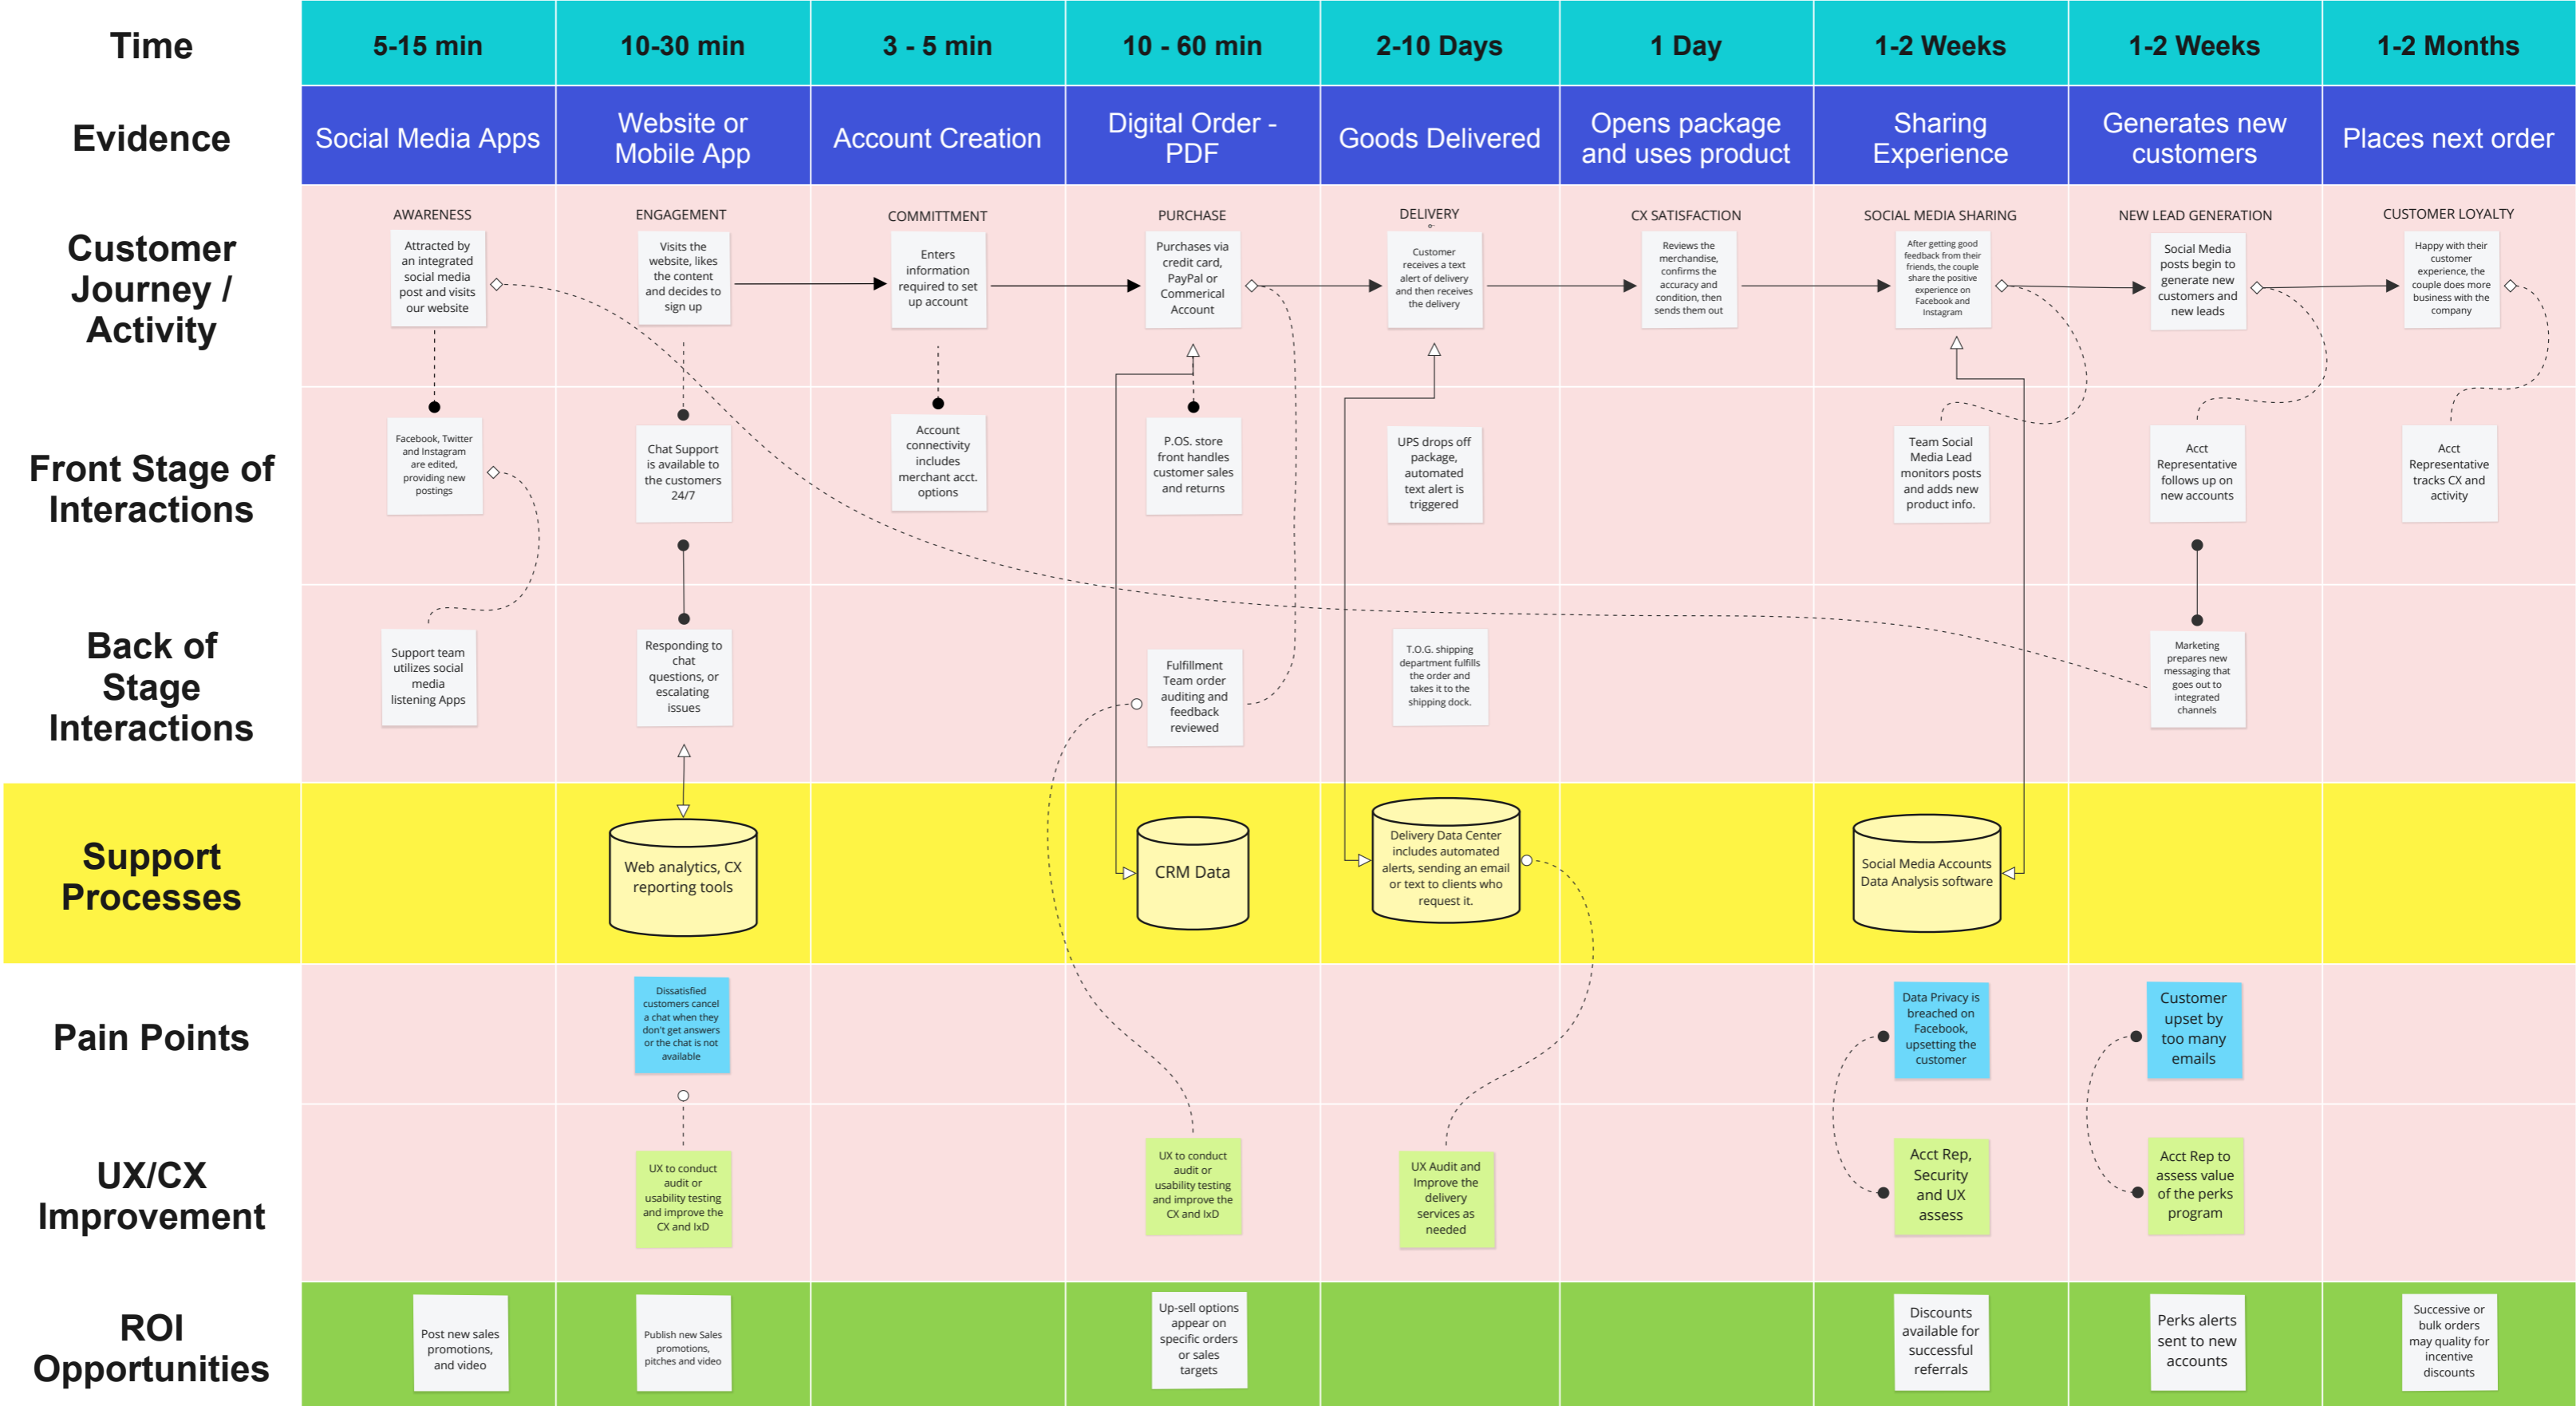 Time
5-15 min
10-30 min
3 - 5 min
10 - 60 min
2-10 Days
1 Day
1-2 Weeks
1-2 Weeks
1-2 Months
Evidence
Social Media Apps
Website or
Mobile App
Account Creation
Digital Order -
PDF
Goods Delivered
Opens package
and uses product
Sharing
Experience
Generates new
customers
Places next order
Customer
Journey /
Activity
AWARENESS
Attracted by
an integrated
social media
post and visits
our website
ENGAGEMENT
Visits the
website, likes
the content
and decides to
sign up
COMMITTMENT
Enters
information
required to set
up account
PURCHASE
Purchases via
credit card,
PayPal or
Commerical
Account
DELIVERY
Customer
receives a text
alert of delivery
and then receives
the delivery
CX SATISFACTION
Reviews the
merchandise,
confirms the
accuracy and
condition, then
sends them out
SOCIAL MEDIA SHARING
After getting good
feedback from their
friends, the couple
share the positive
experience on
Facebook and
Instagram
NEW LEAD GENERATION
Social Media
posts begin to
generate new
customers and
new leads
CUSTOMER LOYALTY
Happy with their
customer
experience, the
couple does more
business with the
company
Front Stage of
Interactions
Facebook, Twitter
and Instagram
are edited,
providing new
postings
Chat Support
is available to
the customers
24/7
Account
connectivity
includes
merchant acct.
options
P.OS. store
front handles
customer sales
and returns
UPS drops off
package,
automated
text alert is
triggered
Team Social
Media Lead
monitors posts
and adds new
product info.
Acct
Representative
follows up on
new accounts
Acct
Representative
tracks CX and
activity
Back of
Stage
Interactions
Support team
utilizes social
media
listening Apps
Responding to
chat
questions, or
escalating
issues
Fulfillment
Team order
auditing and
feedback
reviewed
T.O.G. shipping
department fulfills
the order and
takes it to the
shipping dock.
Marketing
prepares new
messaging that
goes out to
integrated
channels
Support
Processes
Web analytics, CX
reporting tools
CRM Data
Delivery Data Center
includes automated
alerts, sending an email
or text to clients who
request it.
Social Media Accounts
Data Analysis software
Pain Points
Dissatisfied
customers cancel
a chat when they
don't get answers
or the chat is not
available
Data Privacy is
breached on
Facebook,
upsetting the
customer
Customer
upset by
too many
emails
UX/CX
Improvement
UX to conduct
audit or
usability testing
and improve the
CX and IxD
UX to conduct
audit or
usability testing
and improve the
CX and IxD
UX Audit and
Improve the
delivery
services as
needed
Acct Rep,
Security
and UX
assess
Acct Rep to
assess value
of the perks
program
ROI
Opportunities
Post new sales
promotions,
and video
Publish new Sales
promotions,
pitches and video
Up-sell options
appear on
specific orders
or sales
targets
Discounts
available for
successful
referrals
Perks alerts
sent to new
accounts
Successive or
bulk orders
may quality for
incentive
discounts